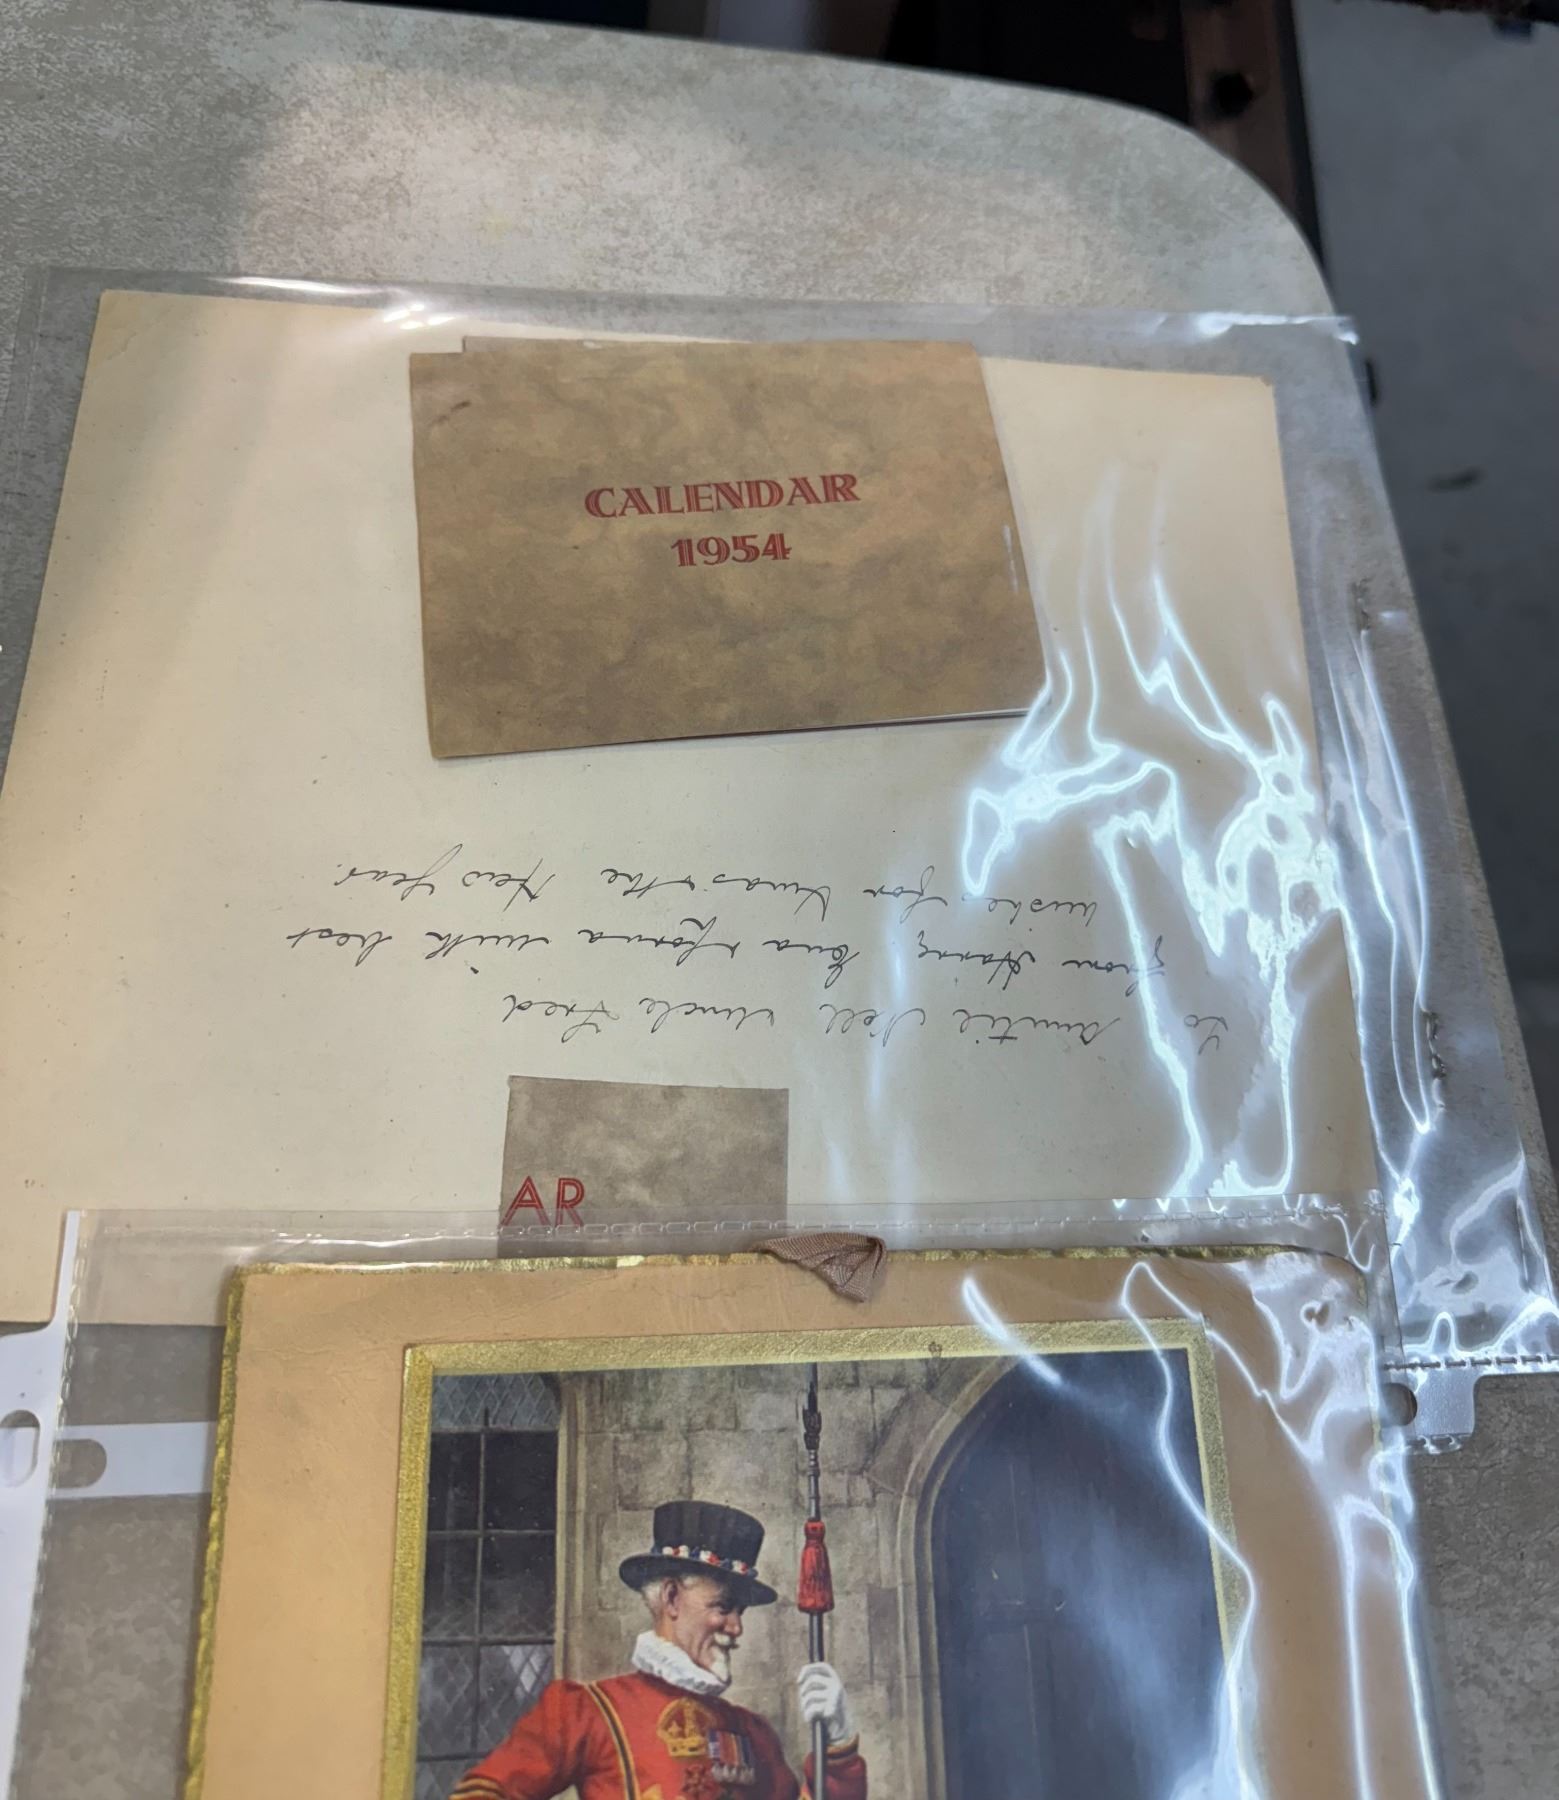 CALENDAR
1954
To Auntie Nell & Uncle Fred
from Harry, & with best
wishes for Xmas & the New Year.
AR